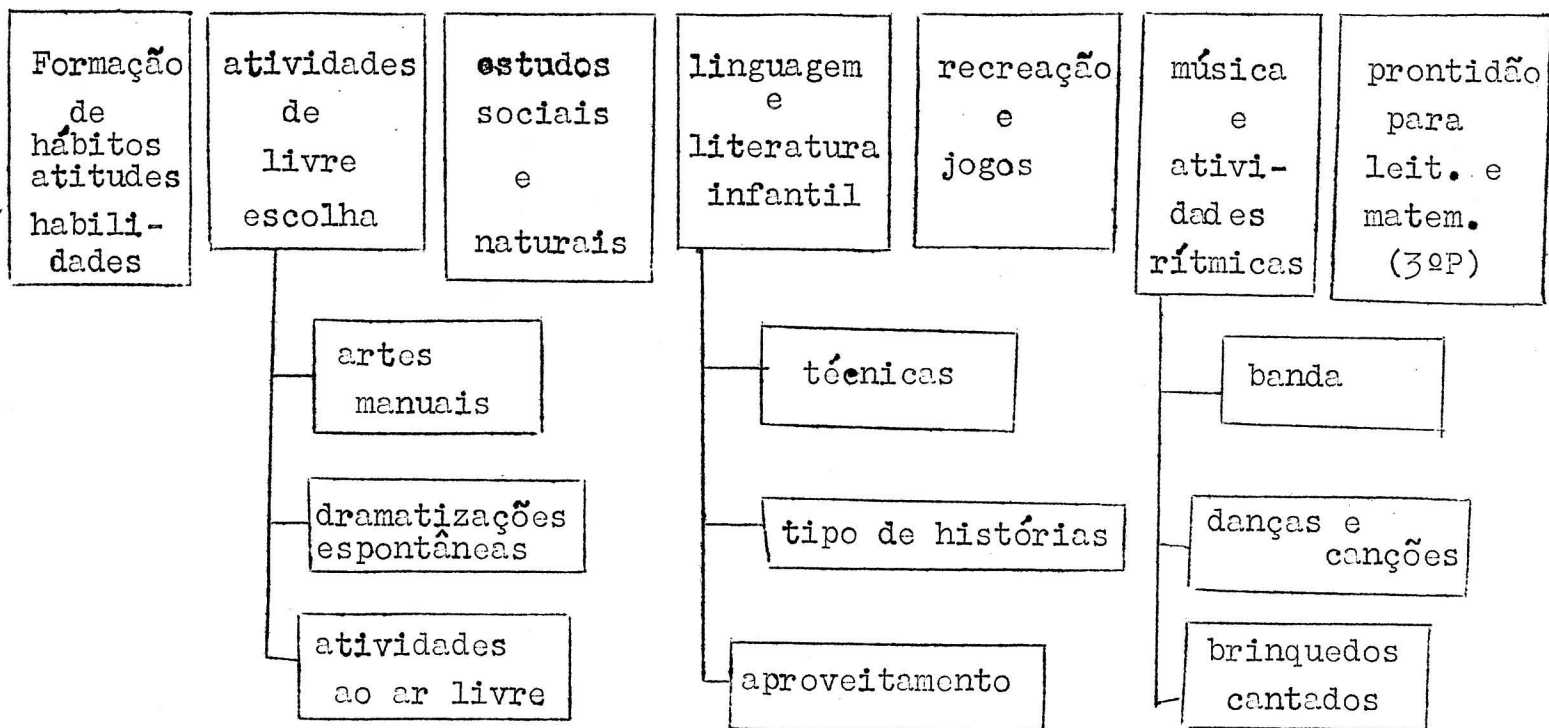 Formação
de
hábitos
atitudes
habili-
dades
atividades
de
livre
escolha
estudos
sociais
e
naturais
linguagem
e
literatura
infantil
recreação
e
jogos
música
e
ativi-
dades
rítmicas
prontidão
para
leit. e
matem.
(3ºP)
artes
manuais
dramatizações
espontâneas
atividades
ao ar livre
técnicas
tipo de histórias
aproveitamento
banda
danças e
canções
brinquedos
cantados